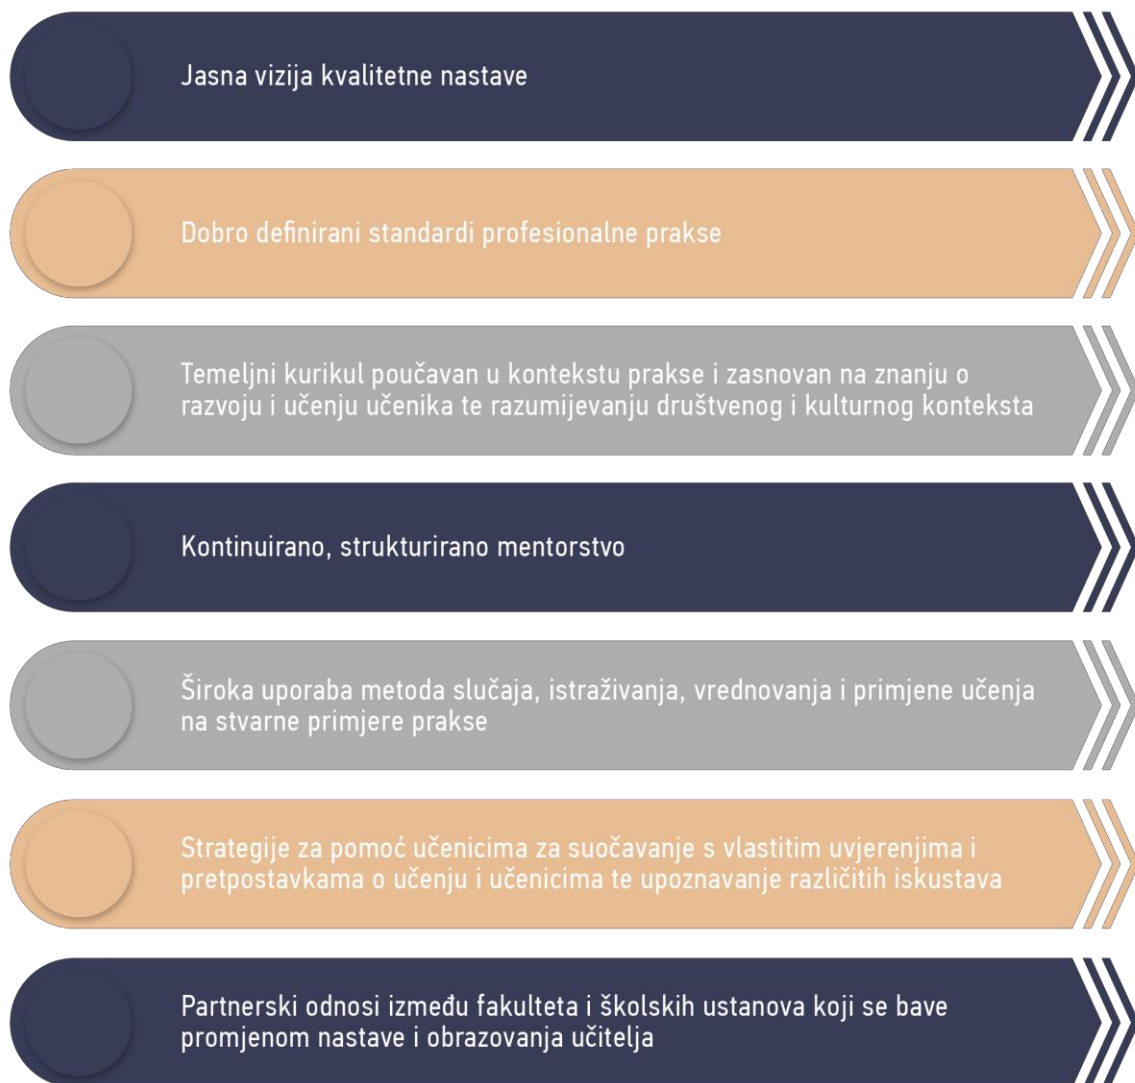 Jasna vizija kvalitetne nastave
Dobro definirani standardi profesionalne prakse
Temeljni kurikul poučavan u kontekstu prakse i zasnovan na znanju o
razvoju i učenju učenika te razumijevanju društvenog i kulturnog konteksta
Kontinuirano, strukturirano mentorstvo
Široka uporaba metoda slučaja, istraživanja, vrednovanja i primjene učenja
na stvarne primjere prakse
Strategije za pomoć učenicima za suočavanje s vlastitim uvjerenjima i
pretpostavkama o učenju i učenicima te upoznavanje različitih iskustava
Partnerski odnosi između fakulteta i školskih ustanova koji se bave
promjenom nastave i obrazovanja učitelja